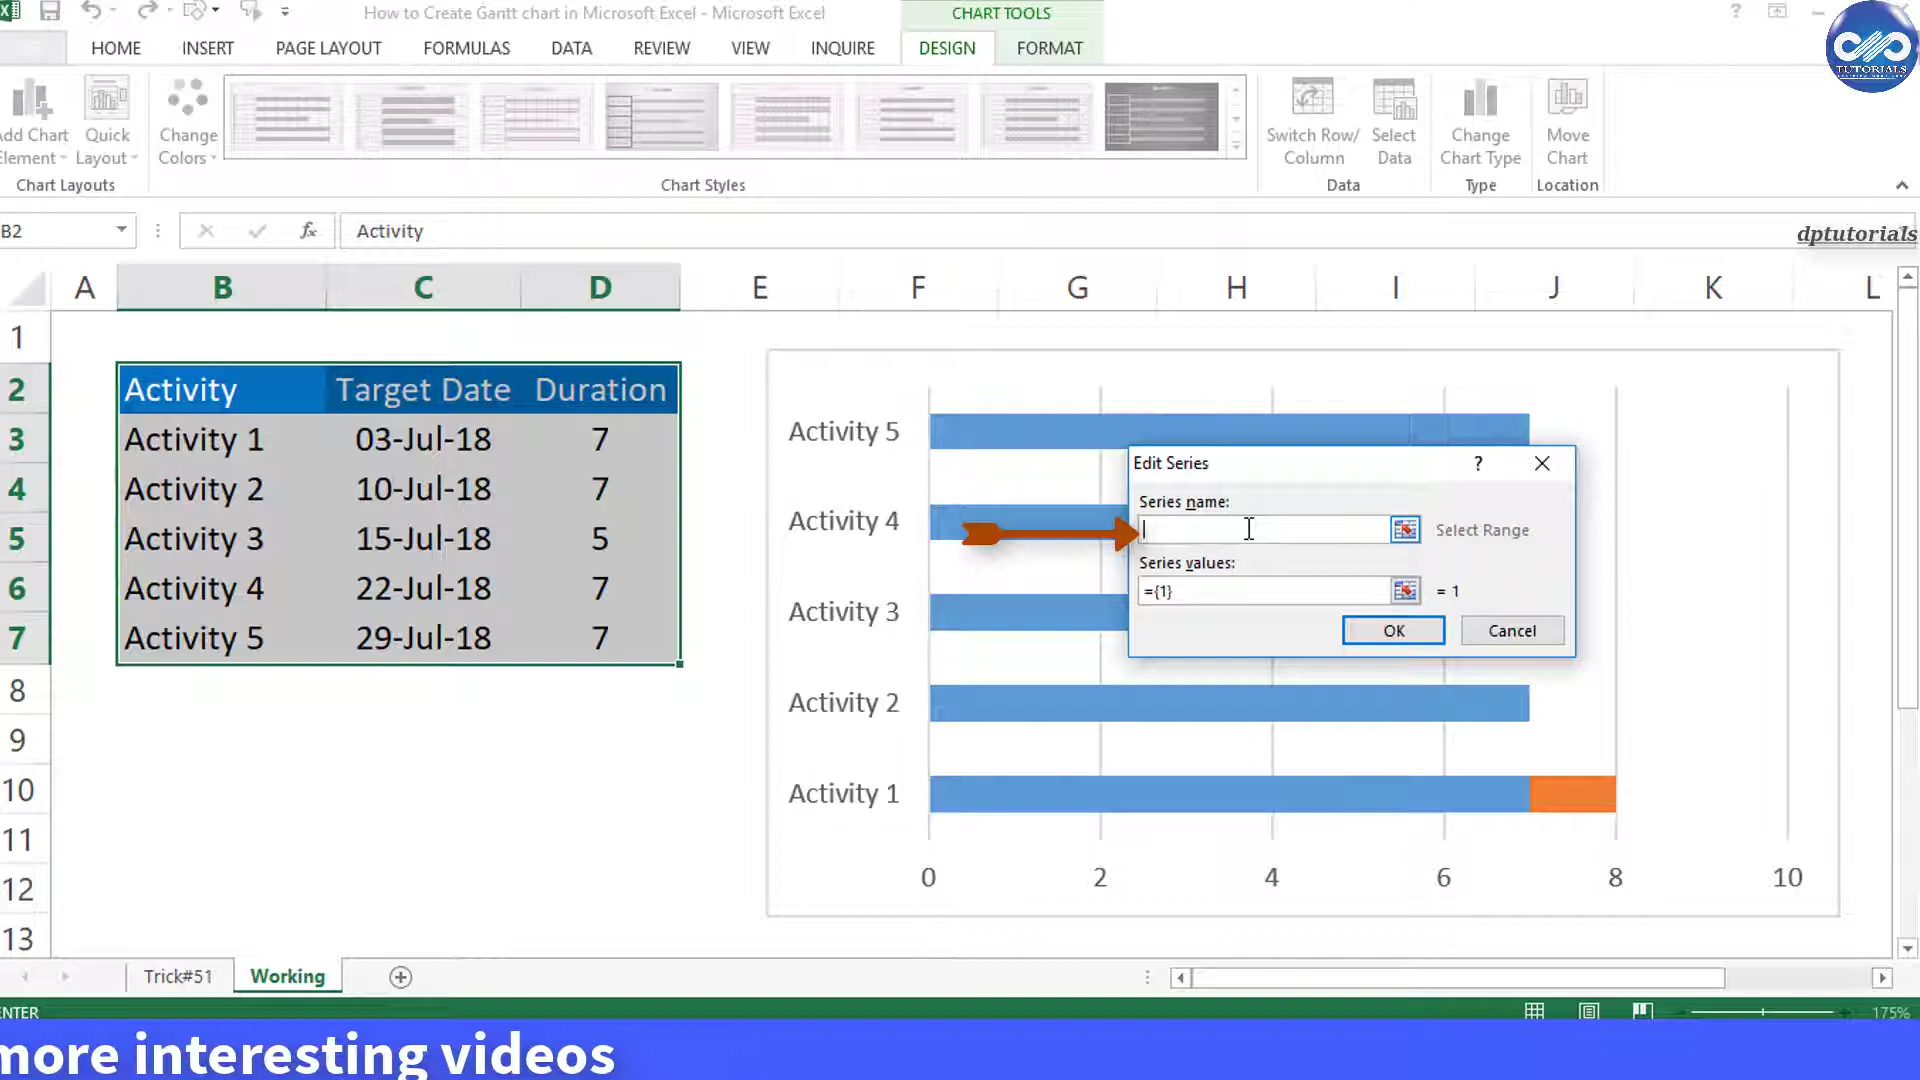 How to Create Gantt chart in Microsoft Excel - Microsoft Excel
CHART TOOLS
HOME INSERT PAGE LAYOUT FORMULAS DATA REVIEW VIEW INQUIRE DESIGN FORMAT
TUTORIALS
Add Chart Element
Quick Layout
Change Colors
Switch Row/ Column
Select Data
Change Chart Type
Move Chart
Chart Layouts
Chart Styles
Data
Type
Location
B2
fx
Activity
dptutorials
A B C D E F G H I J K L
1
2 Activity Target Date Duration
3 Activity 1 03-Jul-18 7
4 Activity 2 10-Jul-18 7
5 Activity 3 15-Jul-18 5
6 Activity 4 22-Jul-18 7
7 Activity 5 29-Jul-18 7
8
9
10
11
12
13
Activity 5
Activity 4
Activity 3
Activity 2
Activity 1
0 2 4 6 8 10
Edit Series
?
Series name:
Select Range
Series values:
={1}
= 1
OK
Cancel
Trick#51
Working
ENTER
175%
more interesting videos